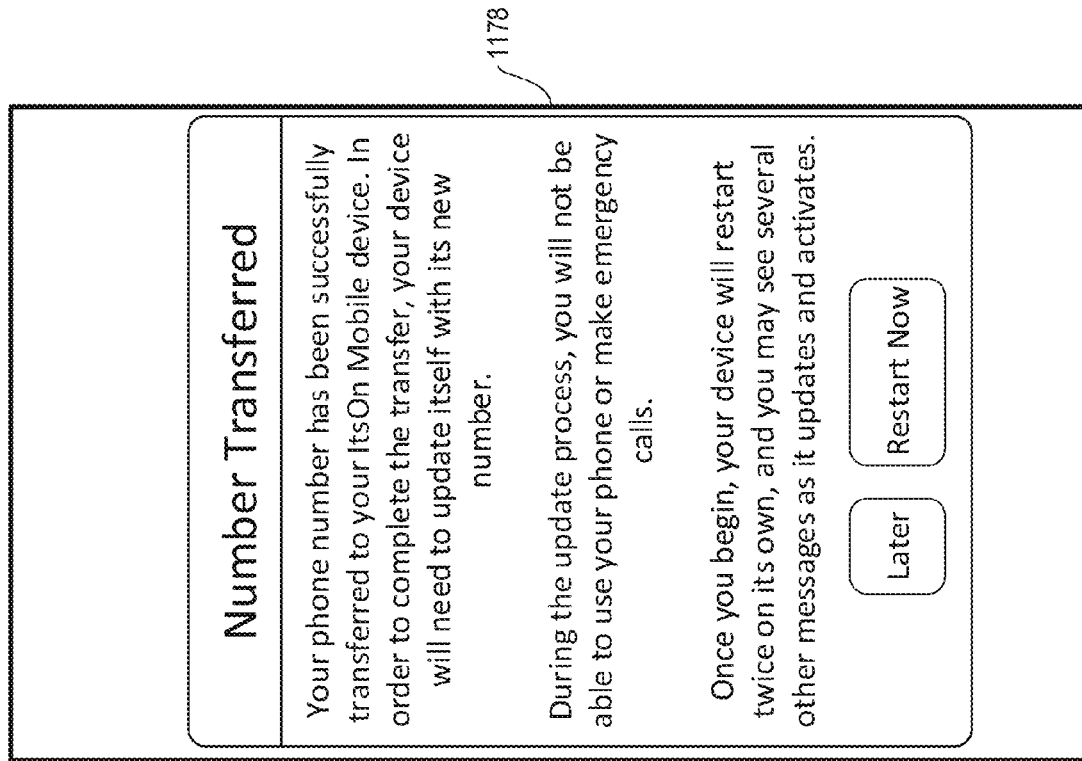 Number Transferred
Your phone number has been successfully
transferred to your ItsOn Mobile device. In
order to complete the transfer, your device
will need to update itself with its new
number.
During the update process, you will not be
able to use your phone or make emergency
calls.
Once you begin, your device will restart
twice on its own, and you may see several
other messages as it updates and activates.
Later
Restart Now
1178